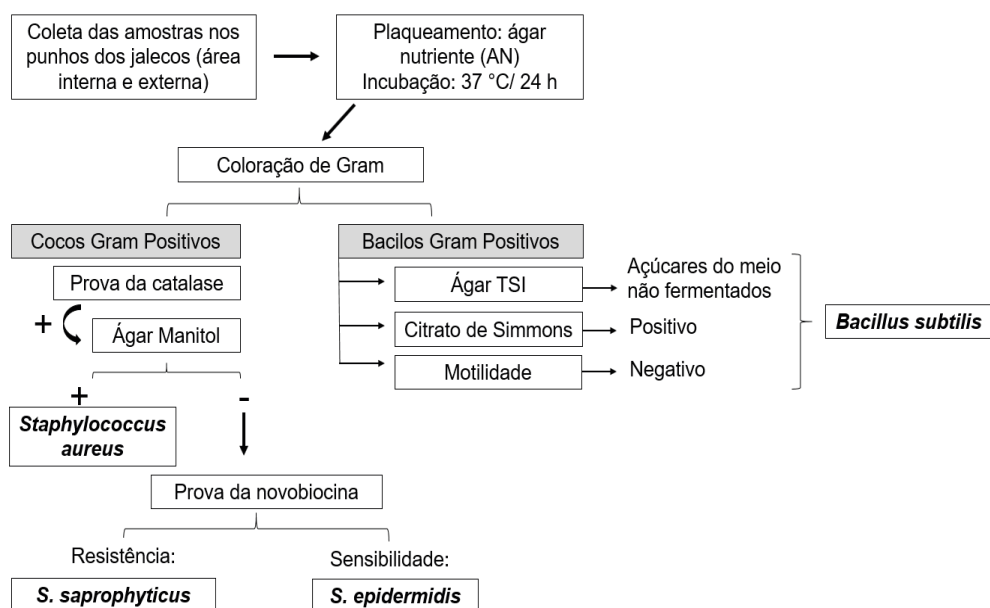 Coleta das amostras nos
punhos dos jalecos (área
interna e externa)
Plaqueamento: ágar
nutriente (AN)
Incubação: 37 °C/ 24 h
Coloração de Gram
Cocos Gram Positivos
Prova da catalase
+
Ágar Manitol
+
-
Staphylococcus
aureus
Prova da novobiocina
Resistência:
S. saprophyticus
Sensibilidade:
S. epidermidis
Bacilos Gram Positivos
Ágar TSI
Açúcares do meio
não fermentados
Citrato de Simmons
Positivo
Motilidade
Negativo
Bacillus subtilis